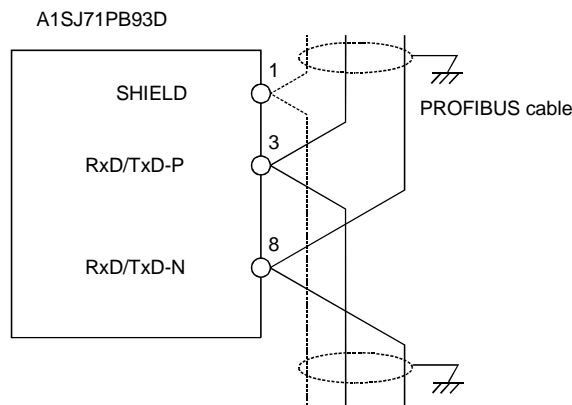 A1SJ71PB93D
1
SHIELD
PROFIBUS cable
3
RxD/TxD-P
8
RxD/TxD-N